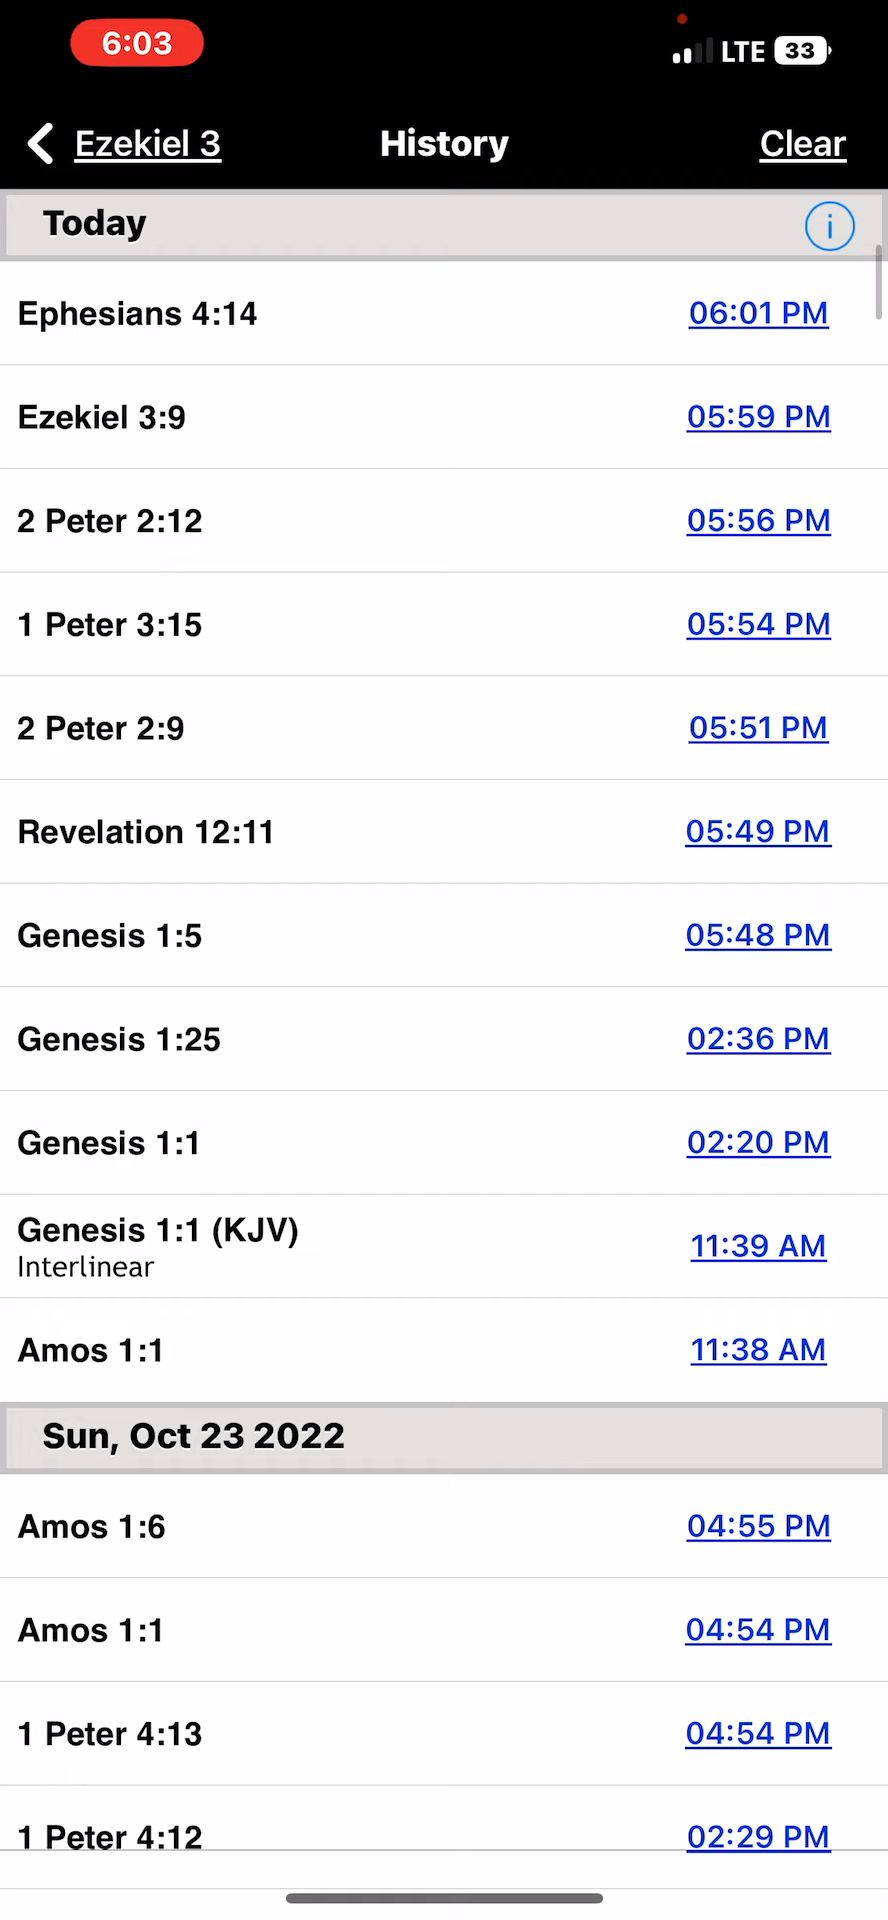 6:03 LTE 33
Ezekiel 3 History Clear
Today i
Ephesians 4:14 06:01 PM
Ezekiel 3:9 05:59 PM
2 Peter 2:12 05:56 PM
1 Peter 3:15 05:54 PM
2 Peter 2:9 05:51 PM
Revelation 12:11 05:49 PM
Genesis 1:5 05:48 PM
Genesis 1:25 02:36 PM
Genesis 1:1 02:20 PM
Genesis 1:1 (KJV) 11:39 AM
Interlinear
Amos 1:1 11:38 AM
Sun, Oct 23 2022
Amos 1:6 04:55 PM
Amos 1:1 04:54 PM
1 Peter 4:13 04:54 PM
1 Peter 4:12 02:29 PM